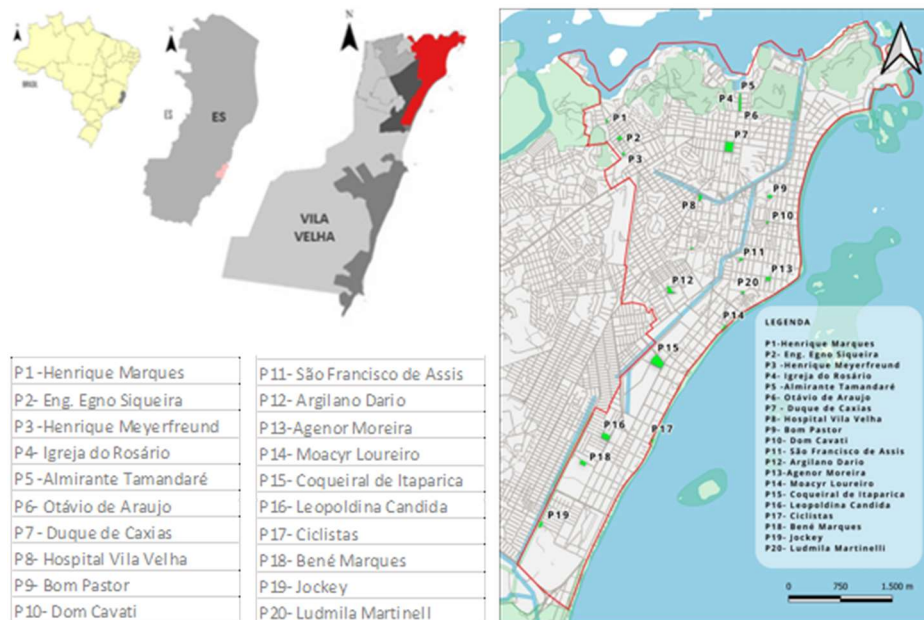 N
BRASIL
N
ES
ES
N
VILA
VELHA
P1 -Henrique Marques
P2- Eng. Egno Siqueira
P3 -Henrique Meyerfreund
P4- Igreja do Rosário
P5 -Almirante Tamandaré
P6- Otávio de Araujo
P7 - Duque de Caxias
P8- Hospital Vila Velha
P9- Bom Pastor
P10- Dom Cavati
P11- São Francisco de Assis
P12- Argilano Dario
P13-Agenor Moreira
P14- Moacyr Loureiro
P15- Coqueiral de Itaparica
P16- Leopoldina Candida
P17- Ciclistas
P18- Bené Marques
P19- Jockey
P20- Ludmila Martinell
P1
P2
P3
P4
P5
P6
P7
P8
P9
P10
P11
P12
P13
P20
P14
P15
P16
P17
P18
P19
LEGENDA
P1-Henrique Marques
P2- Eng. Egno Siqueira
P3 -Henrique Meyerfreund
P4- Igreja do Rosário
P5 -Almirante Tamandaré
P6- Otávio de Araujo
P7 - Duque de Caxias
P8- Hospital Vila Velha
P9- Bom Pastor
P10- Dom Cavati
P11- São Francisco de Assis
P12- Argilano Dario
P13-Agenor Moreira
P14- Moacyr Loureiro
P15- Coqueiral de Itaparica
P16- Leopoldina Candida
P17- Ciclistas
P18- Bené Marques
P19- Jockey
P20- Ludmila Martinelli
0 750 1.500 m